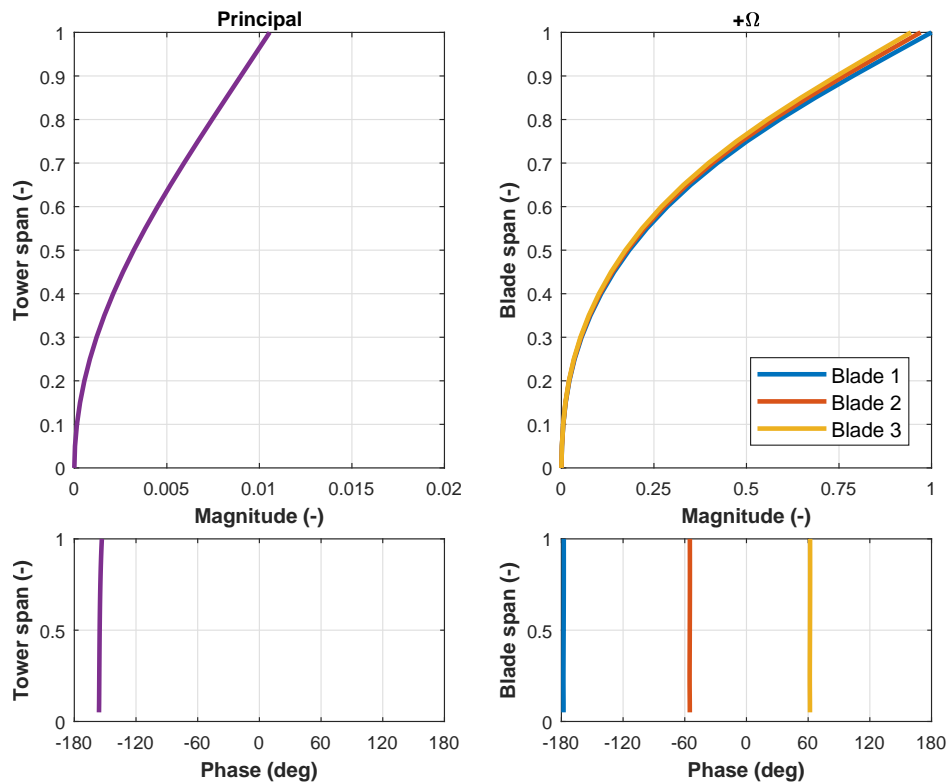 Principal
1
0.9
0.8
0.7
0.6
0.5
0.4
0.3
0.2
0.1
0
Tower span (-)
0 0.005 0.01 0.015 0.02
Magnitude (-)
+Ω
1
0.9
0.8
0.7
0.6
0.5
0.4
0.3
0.2
0.1
0
Blade span (-)
Blade 1
Blade 2
Blade 3
0 0.25 0.5 0.75 1
Magnitude (-)
1
0.5
0
Tower span (-)
-180 -120 -60 0 60 120 180
Phase (deg)
1
0.5
0
Blade span (-)
-180 -120 -60 0 60 120 180
Phase (deg)